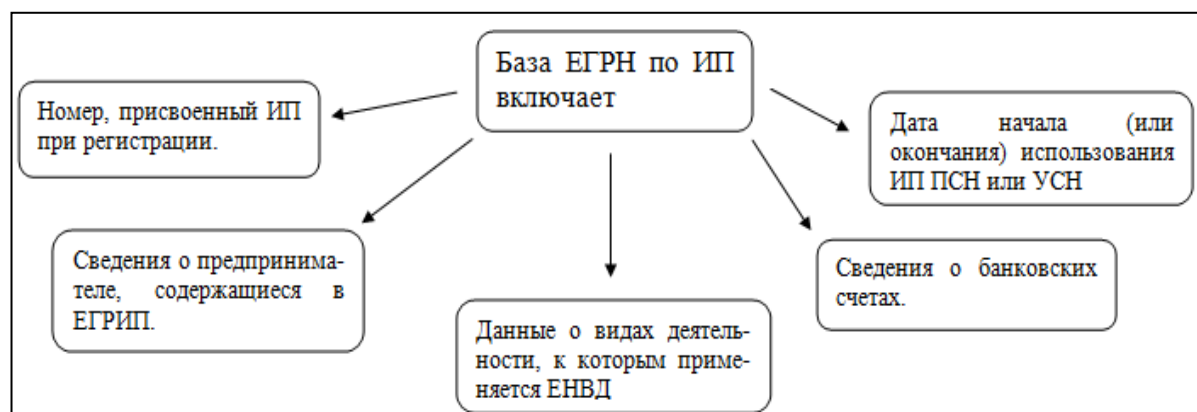 База ЕГРН по ИП
включает
Номер, присвоенный ИП
при регистрации.
Дата начала (или
окончания) использования
ИП ПСН или УСН
Сведения о предпринима-
теле, содержащиеся в
ЕГРИП.
Сведения о банковских
счетах.
Данные о видах деятель-
ности, к которым приме-
няется ЕНВД